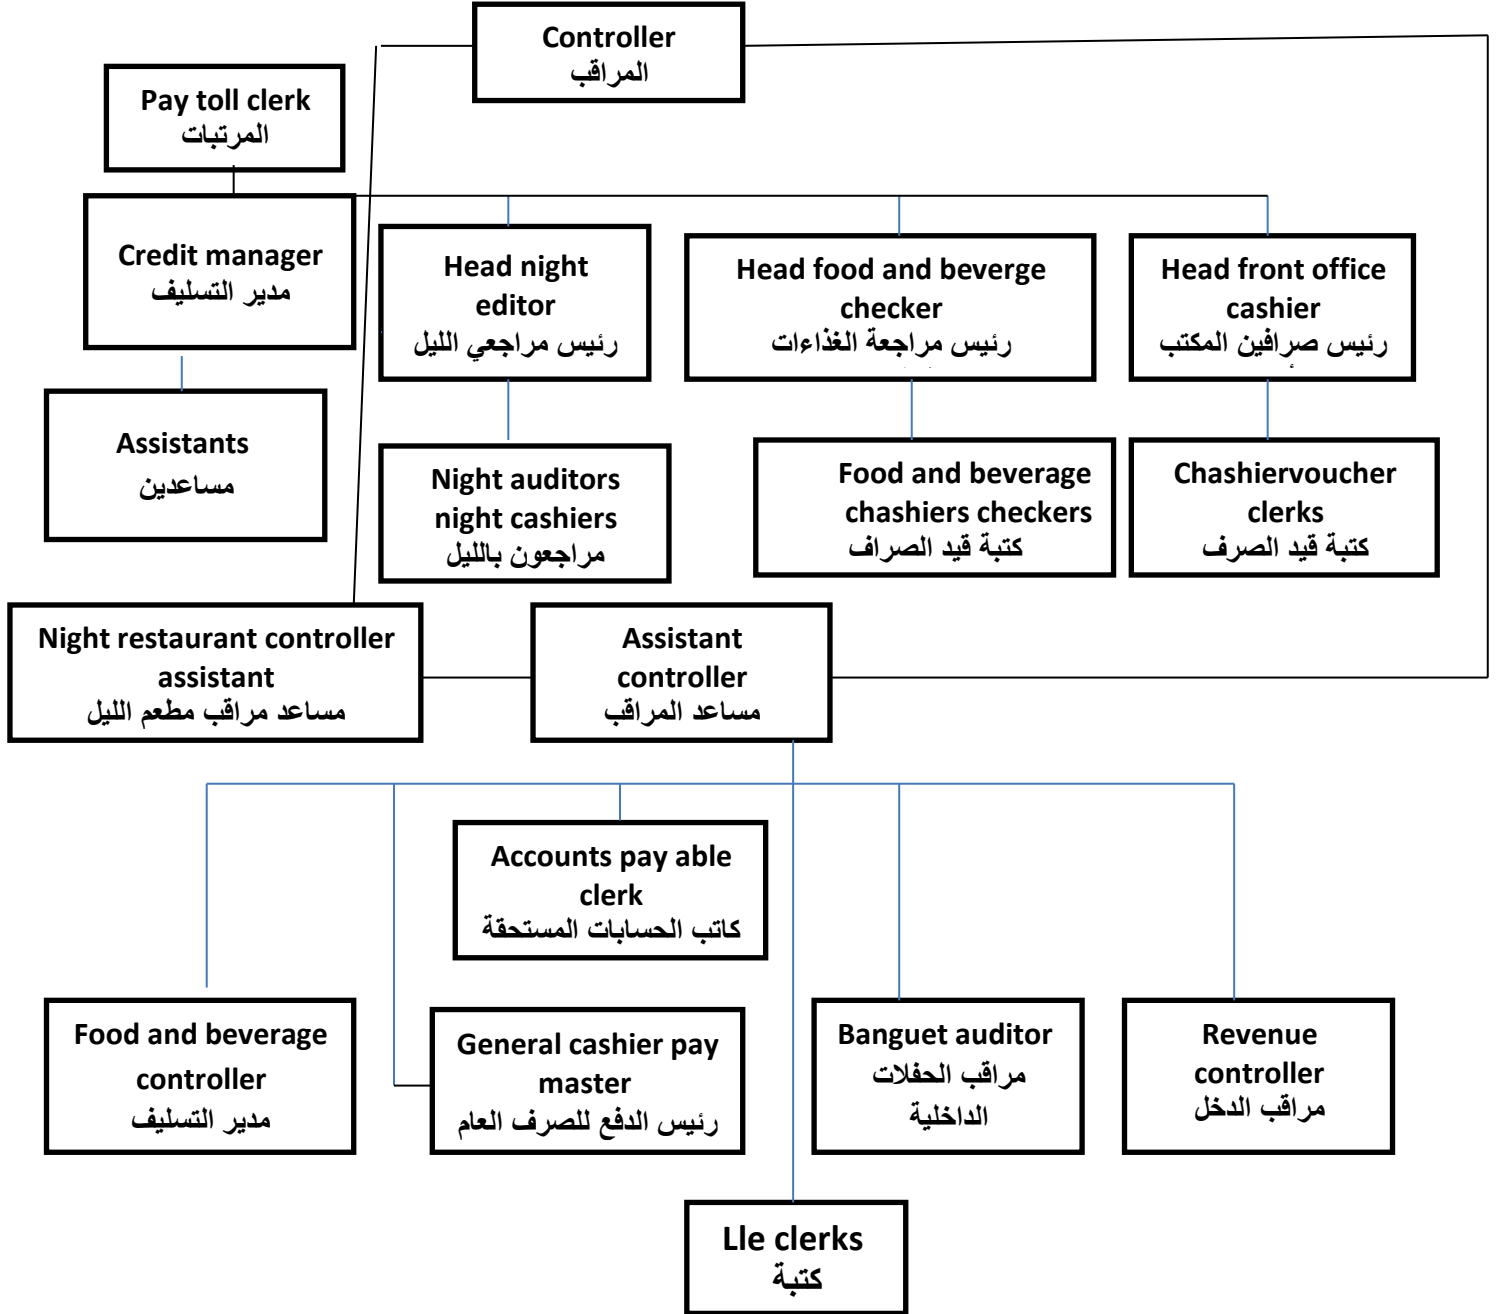 Controller
المراقب
Pay toll clerk
المرتبات
Credit manager
مدير التسليف
Head night
editor
رئيس مراجعي الليل
Head food and beverge
checker
رئيس مراجعة الغذاءات
Head front office
cashier
رئيس صرافين المكتب
Assistants
مساعدين
Night auditors
night cashiers
مراجعون بالليل
Food and beverage
chashiers checkers
كتبة قيد الصراف
Chashiervoucher
clerks
كتبة قيد الصرف
Night restaurant controller
assistant
مساعد مراقب مطعم الليل
Assistant
controller
مساعد المراقب
Accounts pay able
clerk
كاتب الحسابات المستحقة
Food and beverage
controller
مدير التسليف
General cashier pay
master
رئيس الدفع للصرف العام
Banguet auditor
مراقب الحفلات
الداخلية
Revenue
controller
مراقب الدخل
Lle clerks
كتبة